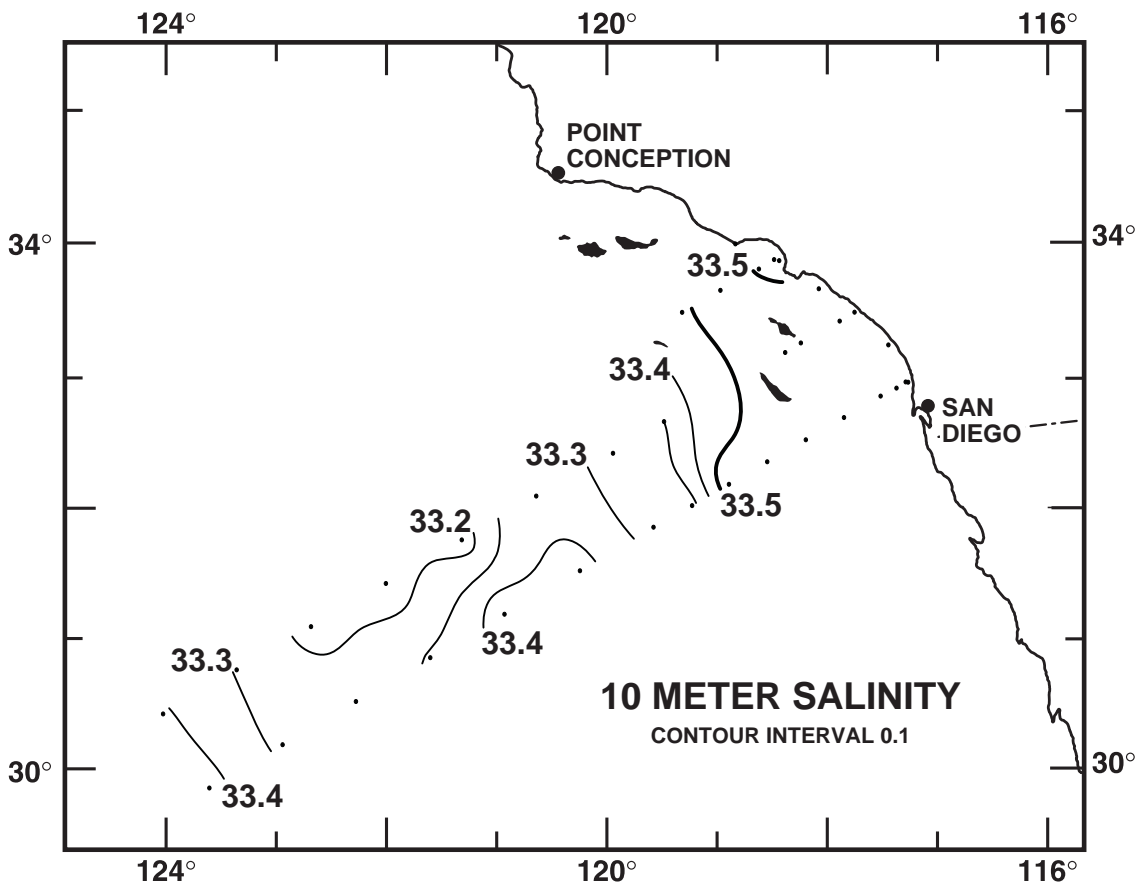 124° 120° 116°
POINT
CONCEPTION
34° 34°
33.5
33.4
SAN
DIEGO
33.3
33.5
33.2
33.4
33.3
10 METER SALINITY
CONTOUR INTERVAL 0.1
30° 30°
33.4
124° 120° 116°